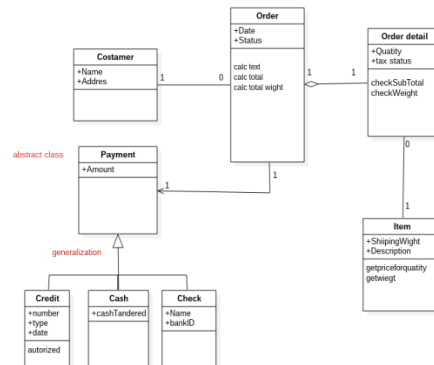 Order
+Date
+Status
calc text
calc total
calc total wight
Order detail
+Quatity
+tax status
checkSubTotal
checkWeight
Costamer
+Name
+Addres
1
0
1
1
abstract class
Payment
+Amount
1
1
0
1
generalization
Item
+ShiipingWight
+Description
getpriceforquatity
getwiegt
Credit
+number
+type
+date
autorized
Cash
+cashTandered
Check
+Name
+bankID